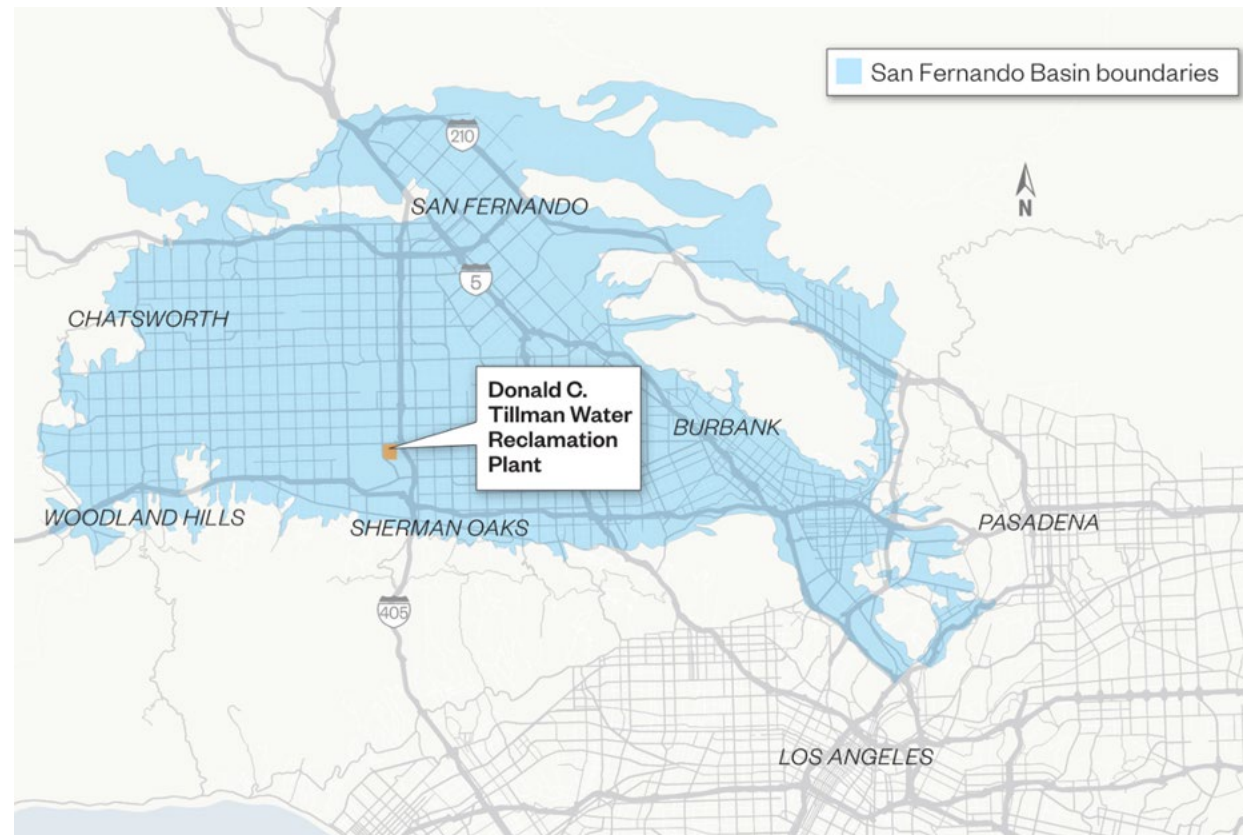 San Fernando Basin boundaries
210
N
SAN FERNANDO
5
CHATSWORTH
Donald C.
Tillman Water
Reclamation
Plant
BURBANK
WOODLAND HILLS
SHERMAN OAKS
PASADENA
405
LOS ANGELES